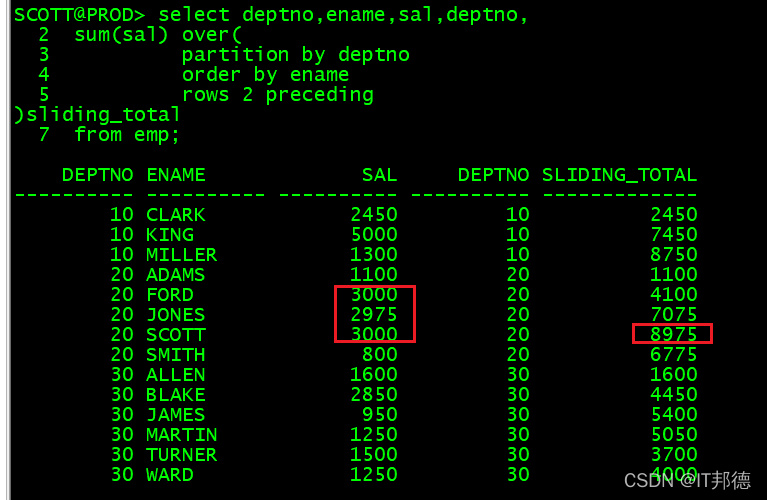 SCOTT@PROD> select deptno,ename,sal,deptno,
2 sum(sal) over(
3 partition by deptno
4 order by ename
5 rows 2 preceding
)sliding_total
7 from emp;
DEPTNO ENAME SAL DEPTNO SLIDING_TOTAL
---------- ---------- ---------- ---------- -------------
10 CLARK 2450 10 2450
10 KING 5000 10 7450
10 MILLER 1300 10 8750
20 ADAMS 1100 20 1100
20 FORD 3000 20 4100
20 JONES 2975 20 7075
20 SCOTT 3000 20 8975
20 SMITH 800 20 6775
30 ALLEN 1600 30 1600
30 BLAKE 2850 30 4450
30 JAMES 950 30 5400
30 MARTIN 1250 30 5050
30 TURNER 1500 30 3700
30 WARD 1250 30 4000
CSDN @IT邦德